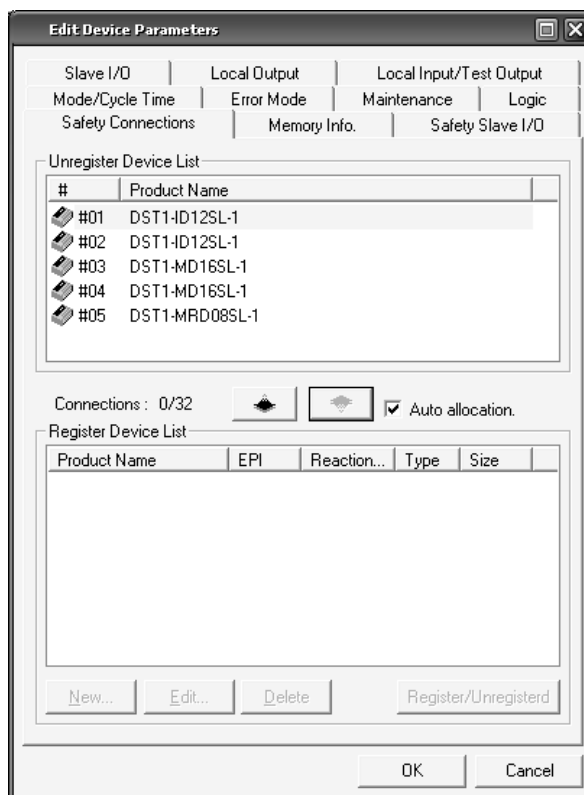 Edit Device Parameters
Slave I/O Local Output Local Input/Test Output
Mode/Cycle Time Error Mode Maintenance Logic
Safety Connections Memory Info. Safety Slave I/O
Unregister Device List
# Product Name
#01 DST1-ID12SL-1
#02 DST1-ID12SL-1
#03 DST1-MD16SL-1
#04 DST1-MD16SL-1
#05 DST1-MRD08SL-1
Connections : 0/32 Auto allocation.
Register Device List
Product Name EPI Reaction... Type Size
New... Edit... Delete Register/Unregisterd
OK Cancel